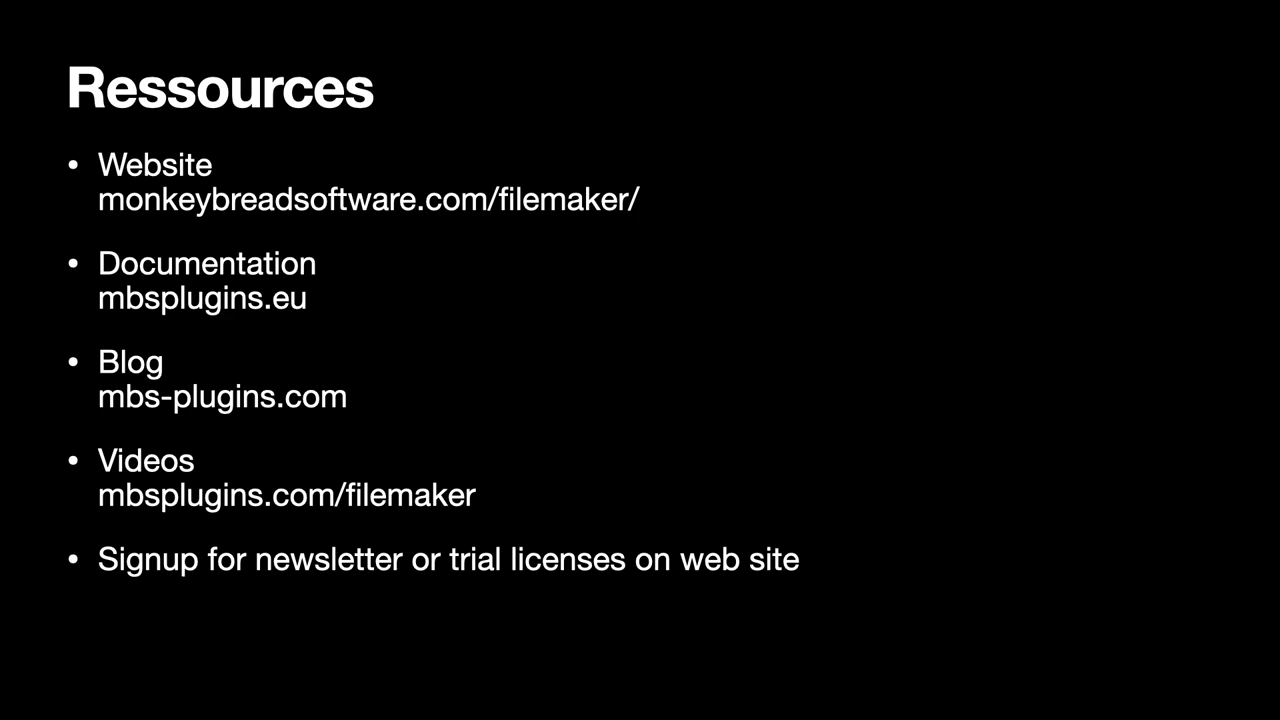 Ressources
• Website
monkeybreadsoftware.com/filemaker/
• Documentation
mbsplugins.eu
• Blog
mbs-plugins.com
• Videos
mbsplugins.com/filemaker
• Signup for newsletter or trial licenses on web site